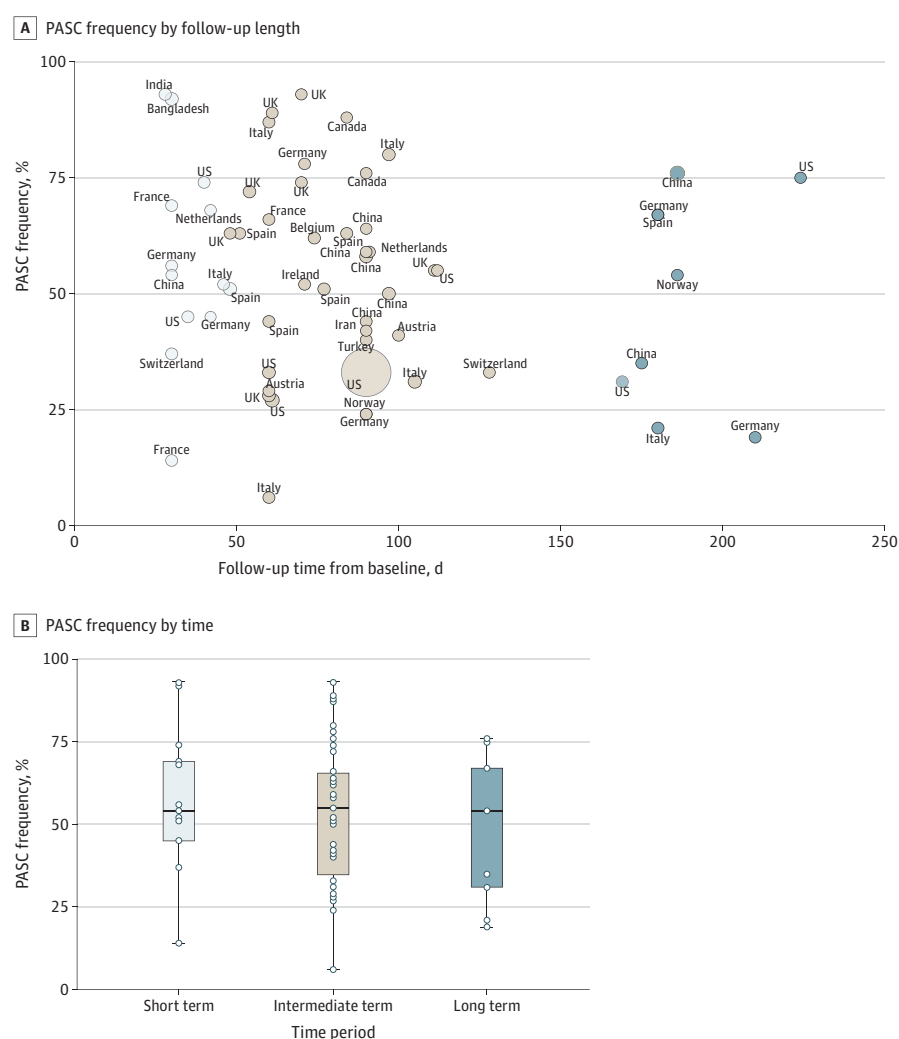 A PASC frequency by follow-up length
PASC frequency, %
100
75
50
25
0
India
Bangladesh
UK
UK
Italy
Canada
Italy
Germany
US
UK
UK
Canada
China
US
France
Netherlands
France
Germany
Spain
UK
Spain
Belgium
Spain
China
China
Netherlands
China
Germany
China
Italy
Spain
Ireland
Spain
UK
US
Norway
China
US
Germany
Spain
China
Iran
Austria
Turkey
Switzerland
US
Austria
US
Italy
Switzerland
China
US
UK
US
Norway
Germany
Italy
Germany
France
Italy
0 50 100 150 200 250
Follow-up time from baseline, d
B PASC frequency by time
PASC frequency, %
100
75
50
25
0
Short term Intermediate term Long term
Time period